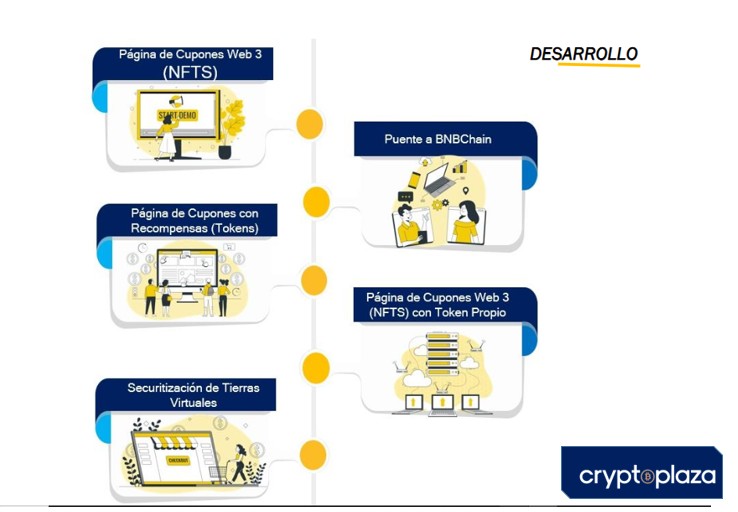 DESARROLLO
Página de Cupones Web 3
(NFTS)
START DEMO
Puente a BNBChain
Página de Cupones con
Recompensas (Tokens)
Página de Cupones Web 3
(NFTS) con Token Propio
Securitización de Tierras
Virtuales
CHECKOUT
cryptoplaza